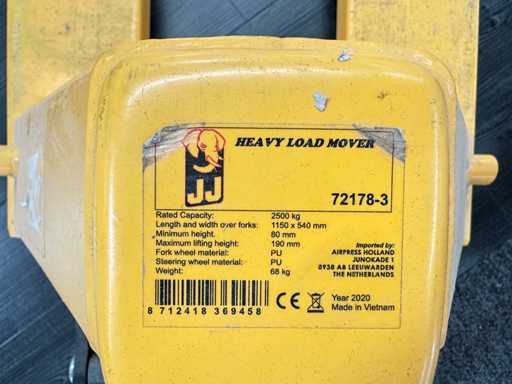 HEAVY LOAD MOVER
JJ
72178-3
Rated Capacity: 2500 kg
Length and width over forks: 1150 x 540 mm
Minimum height: 80 mm
Maximum lifting height: 190 mm
Fork wheel material: PU
Steering wheel material: PU
Weight: 68 kg
Imported by:
AIRPRESS HOLLAND
JUNOKADE 1
8938 AB LEEUWARDEN
THE NETHERLANDS
8 712418 369458
CE
Year 2020
Made in Vietnam